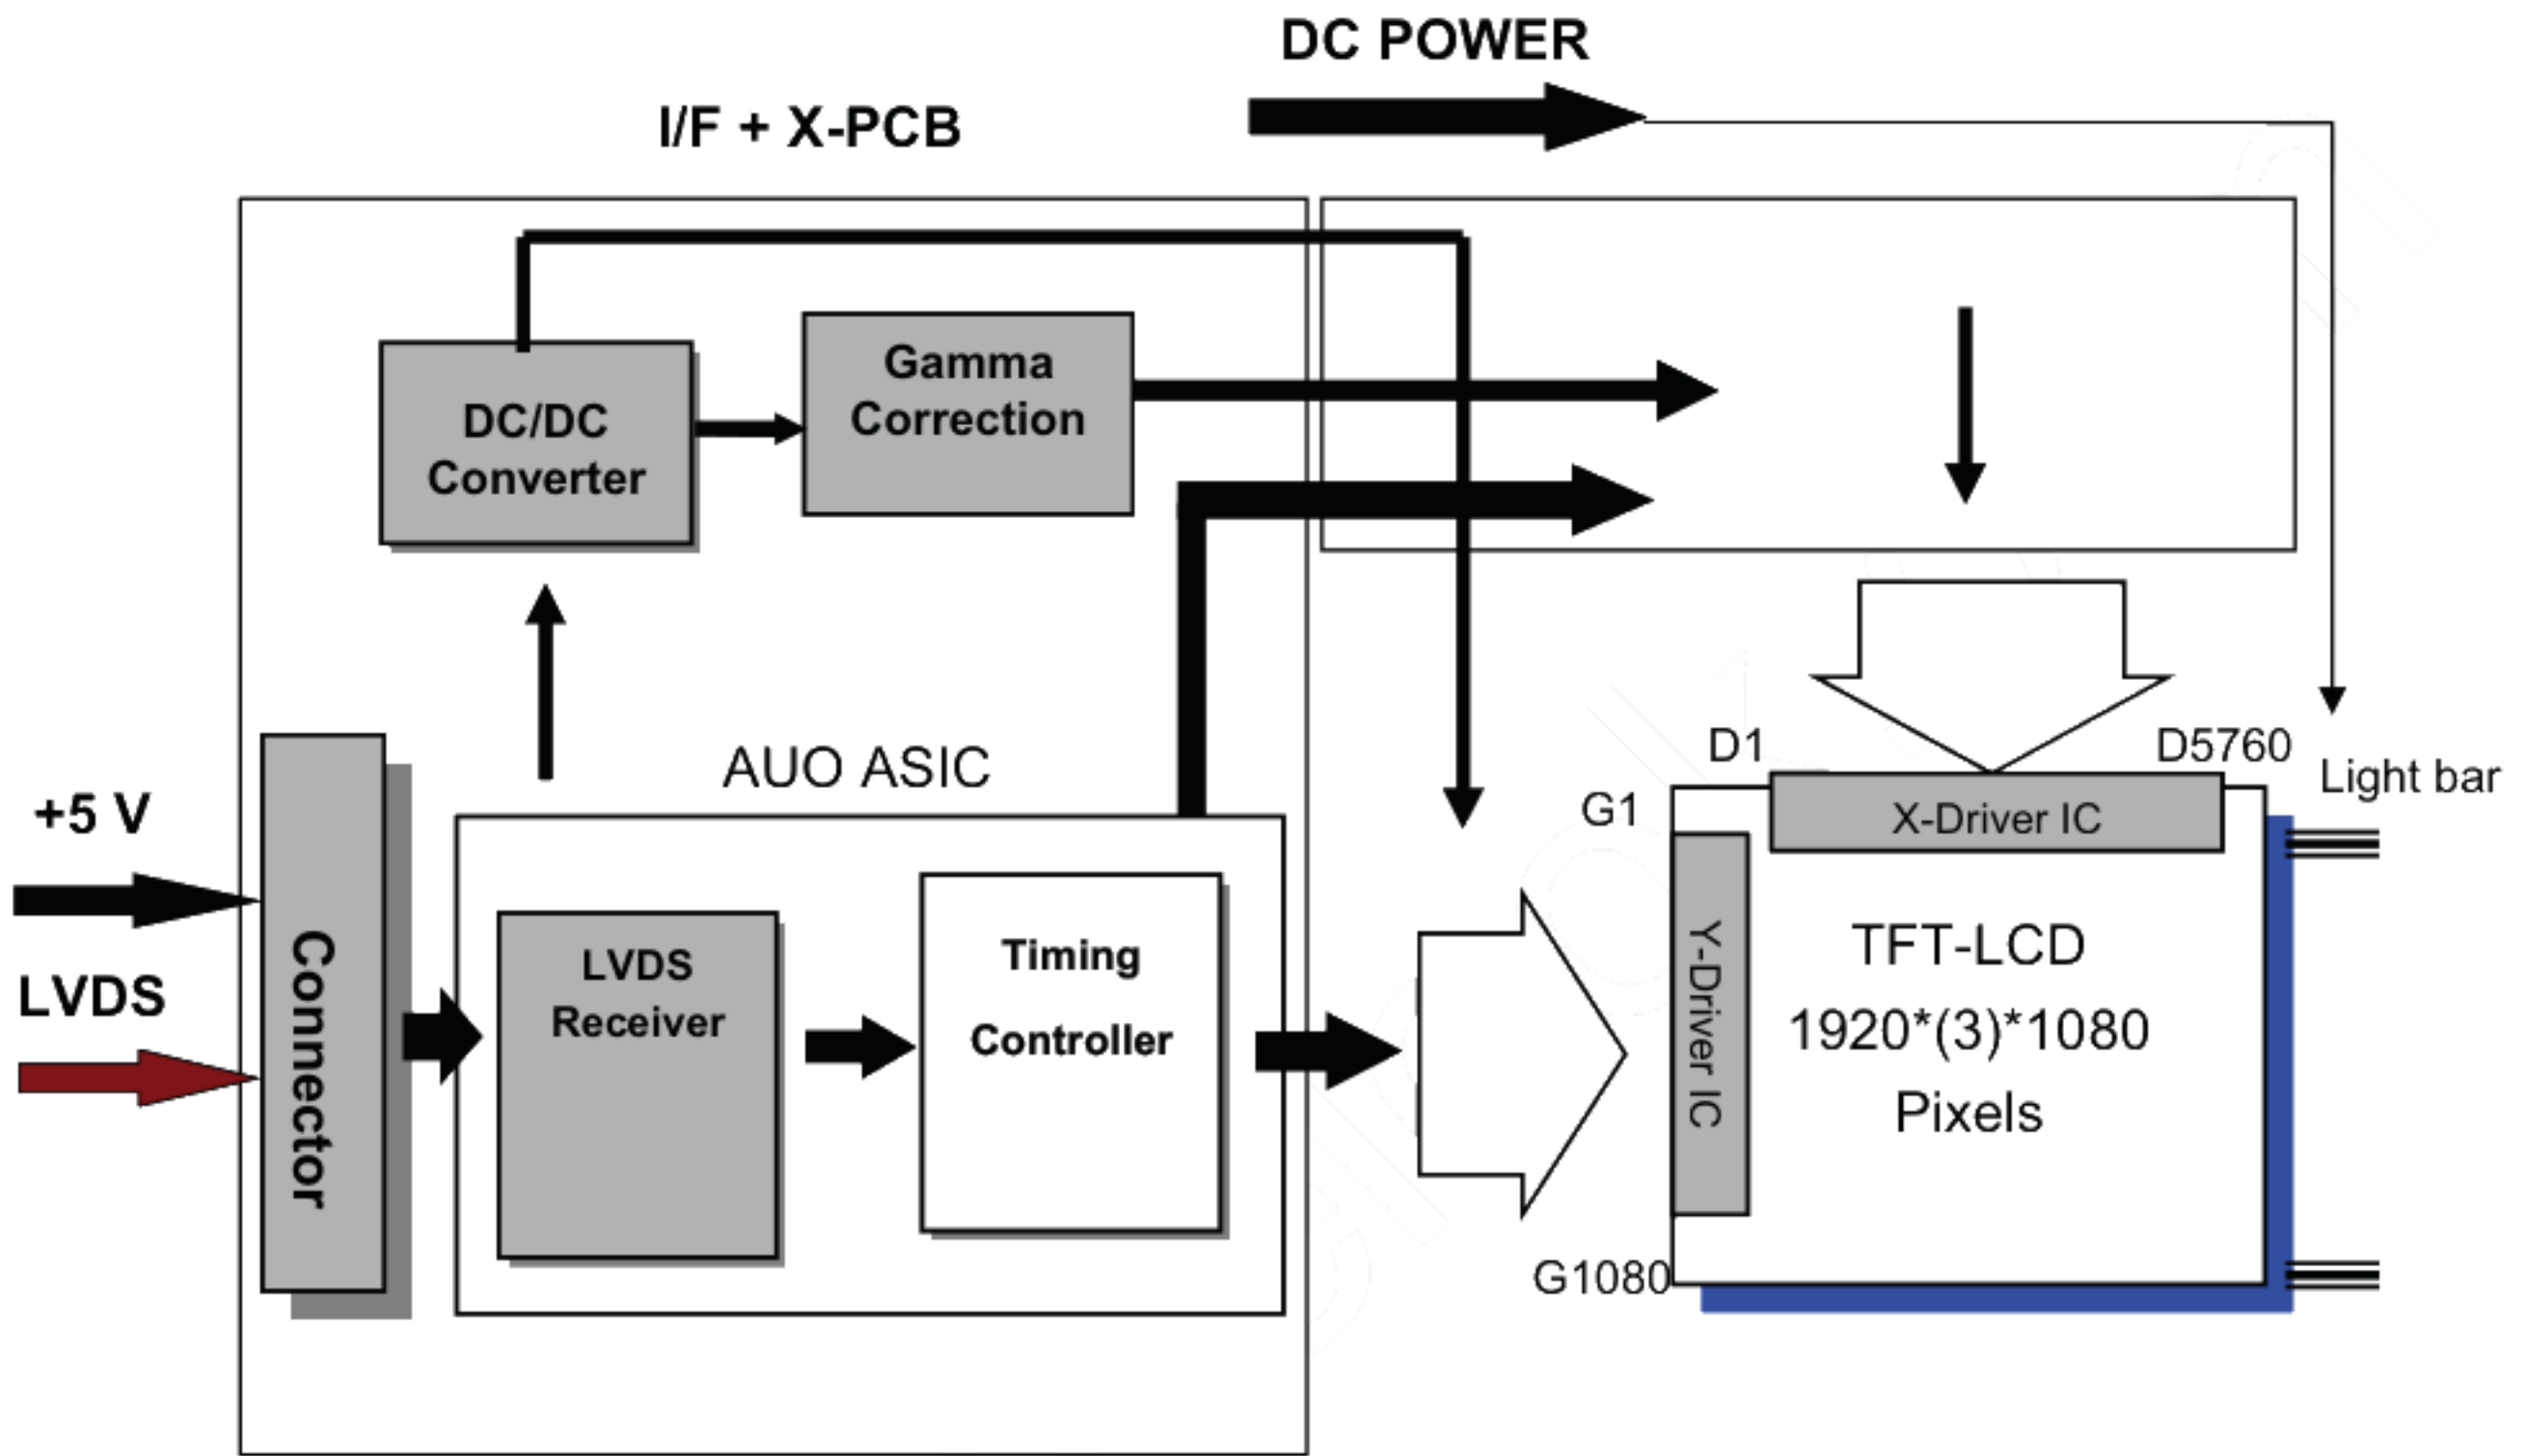 DC POWER
I/F + X-PCB
DC/DC
Converter
Gamma
Correction
AUO ASIC
+5 V
LVDS
Connector
LVDS
Receiver
Timing
Controller
D1
D5760
Light bar
G1
X-Driver IC
Y-Driver IC
TFT-LCD
1920*(3)*1080
Pixels
G1080